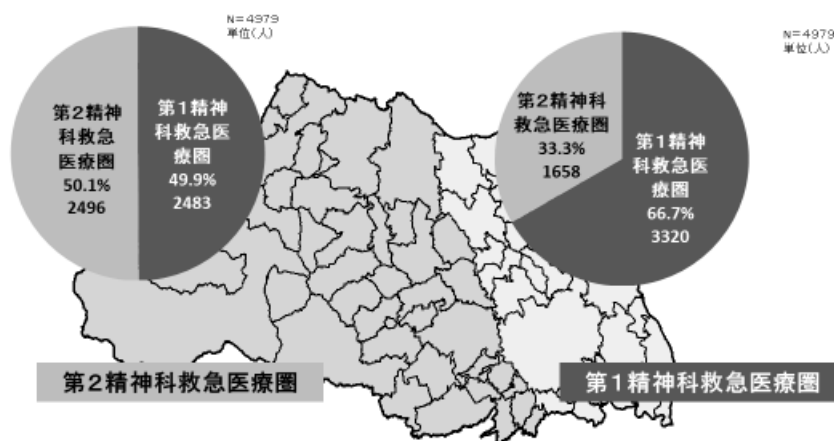 N=4979
単位(人)
第2精神
科救急
医療圏
50.1%
2496
第1精神
科救急医
療圏
49.9%
2483
N=4979
単位(人)
第2精神科
救急医療圏
33.3%
1658
第1精神
科救急医
療圏
66.7%
3320
第2精神科救急医療圏
第1精神科救急医療圏